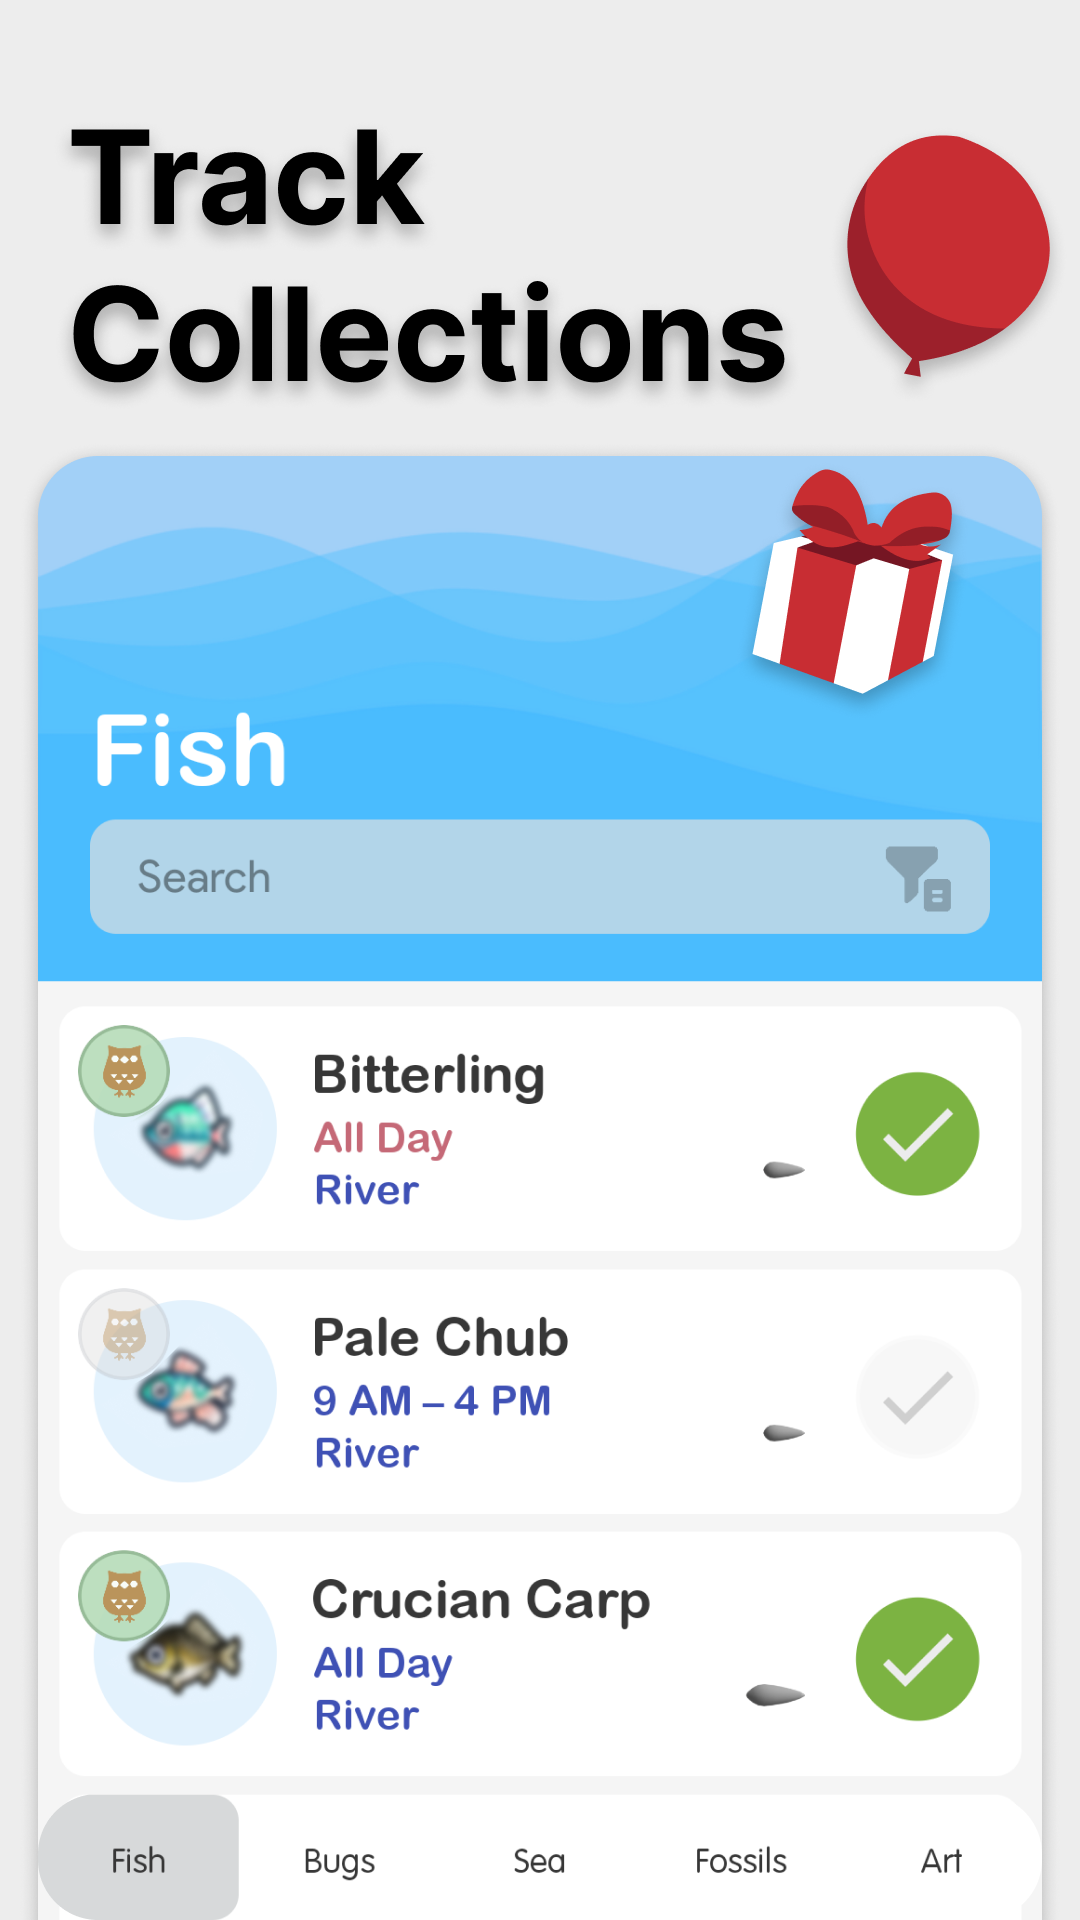 Track
Collections
Fish
Search
Bitterling
All Day
River
Pale Chub
9 AM – 4 PM
River
Crucian Carp
All Day
River
Fish
Bugs
Sea
Fossils
Art